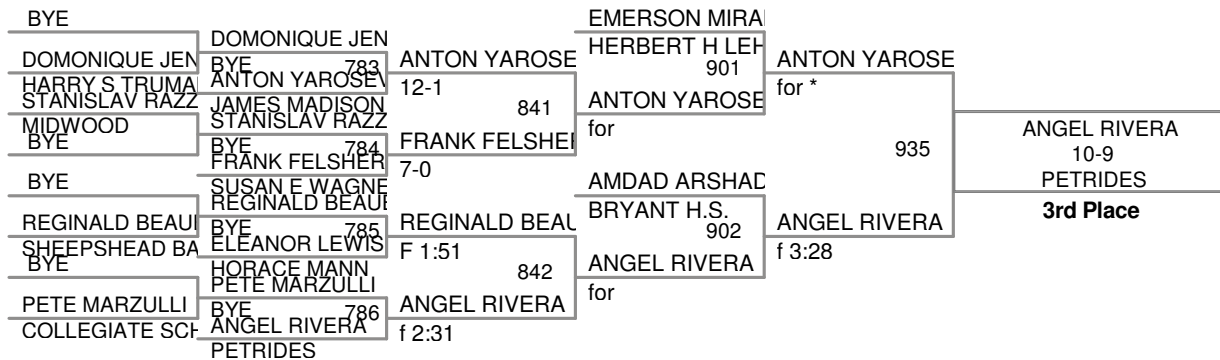 BYE
DOMONIQUE JEN
HARRY S TRUMA
STANISLAV RAZZ
MIDWOOD
BYE
BYE
REGINALD BEAU
SHEEPSHEAD BA
BYE
PETE MARZULLI
COLLEGIATE SCH
DOMONIQUE JEN
BYE
783
ANTON YAROSEV
JAMES MADISON
STANISLAV RAZZ
BYE
784
FRANK FELSHER
SUSAN E WAGNE
REGINALD BEAUE
BYE
785
ELEANOR LEWIS
HORACE MANN
PETE MARZULLI
BYE
786
ANGEL RIVERA
PETRIDES
ANTON YAROSE
12-1
841
FRANK FELSHER
7-0
REGINALD BEAU
F 1:51
842
ANGEL RIVERA
f 2:31
EMERSON MIRA
HERBERT H LEH
901
ANTON YAROSE
for
AMDAD ARSHAD
BRYANT H.S.
902
ANGEL RIVERA
for
ANTON YAROSE
for *
935
ANGEL RIVERA
f 3:28
ANGEL RIVERA
10-9
PETRIDES
3rd Place